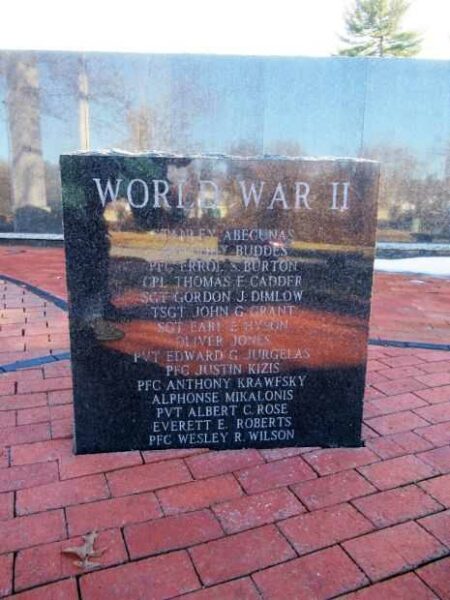 WORLD WAR II
STANLEY ABECUNAS
BUDDES
PFC ERROL S. BURTON
CPL THOMAS F. CADDER
SGT GORDON J. DIMLOW
TSGT JOHN G. GRANT
SGT EARL E. HYSON
OLIVER JONES
PVT EDWARD G. JURGELAS
PFC JUSTIN KIZIS
PFC ANTHONY KRAWFSKY
ALPHONSE MIKALONIS
PVT ALBERT C. ROSE
EVERETT E. ROBERTS
PFC WESLEY R. WILSON